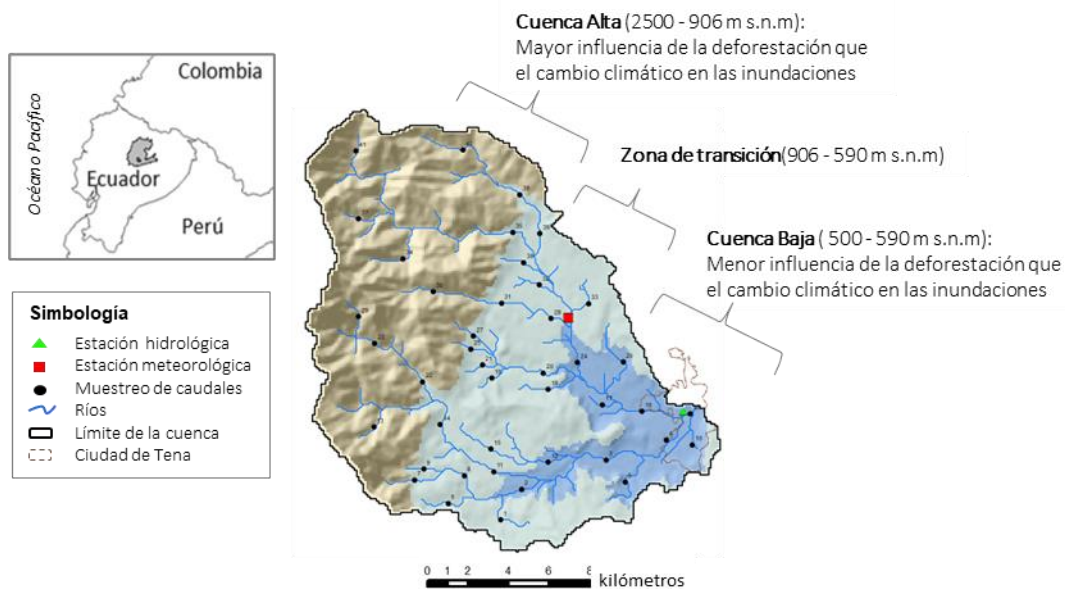 Cuenca Alta (2500 - 906 m s.n.m):
Mayor influencia de la deforestación que
el cambio climático en las inundaciones
Colombia
Océano Pacífico
Ecuador
Perú
Zona de transición(906 - 590 m s.n.m)
Cuenca Baja ( 500 - 590 m s.n.m):
Menor influencia de la deforestación que
el cambio climático en las inundaciones
Simbología
Estación hidrológica
Estación meteorológica
Muestreo de caudales
Ríos
Límite de la cuenca
Ciudad de Tena
33
31
27
0 1 2 4 6 8 kilómetros